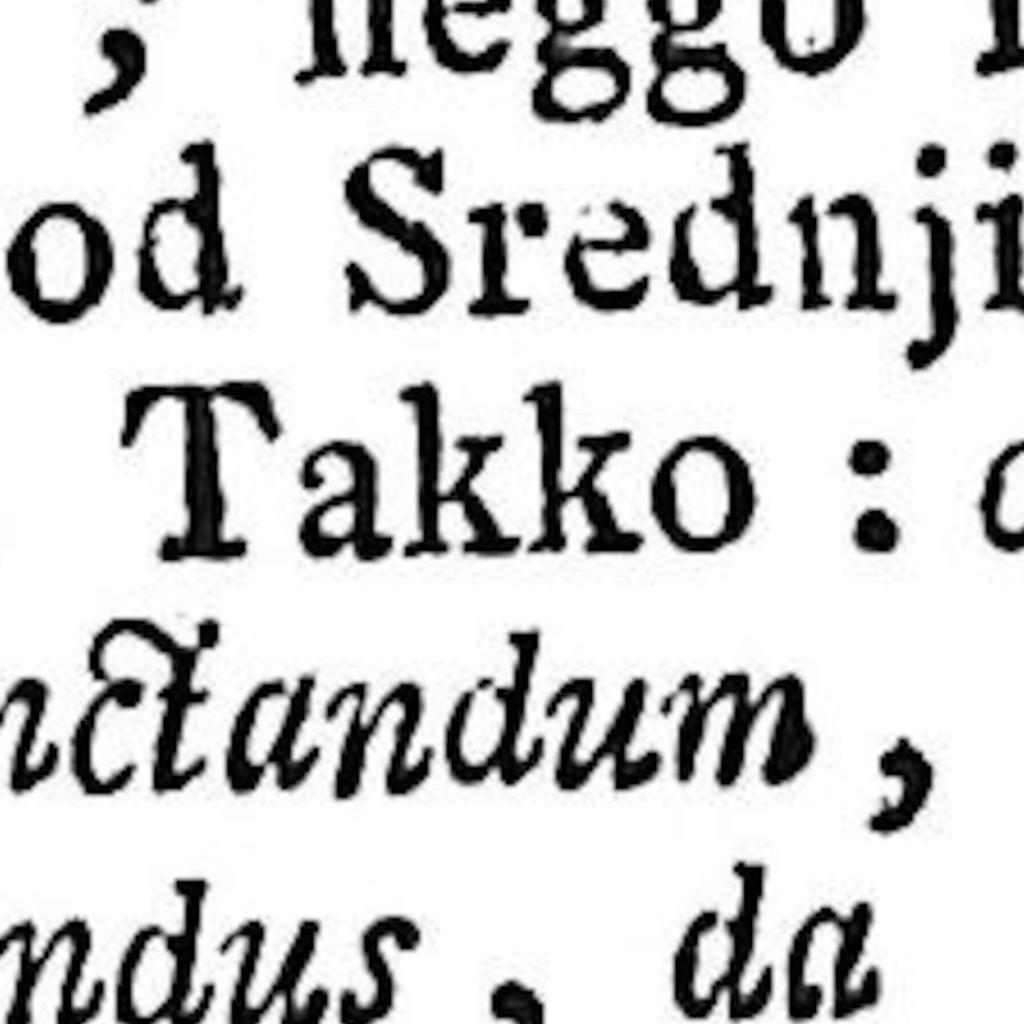 , neggo
od Srednji
Takko :
nctandum ,
ndus , da